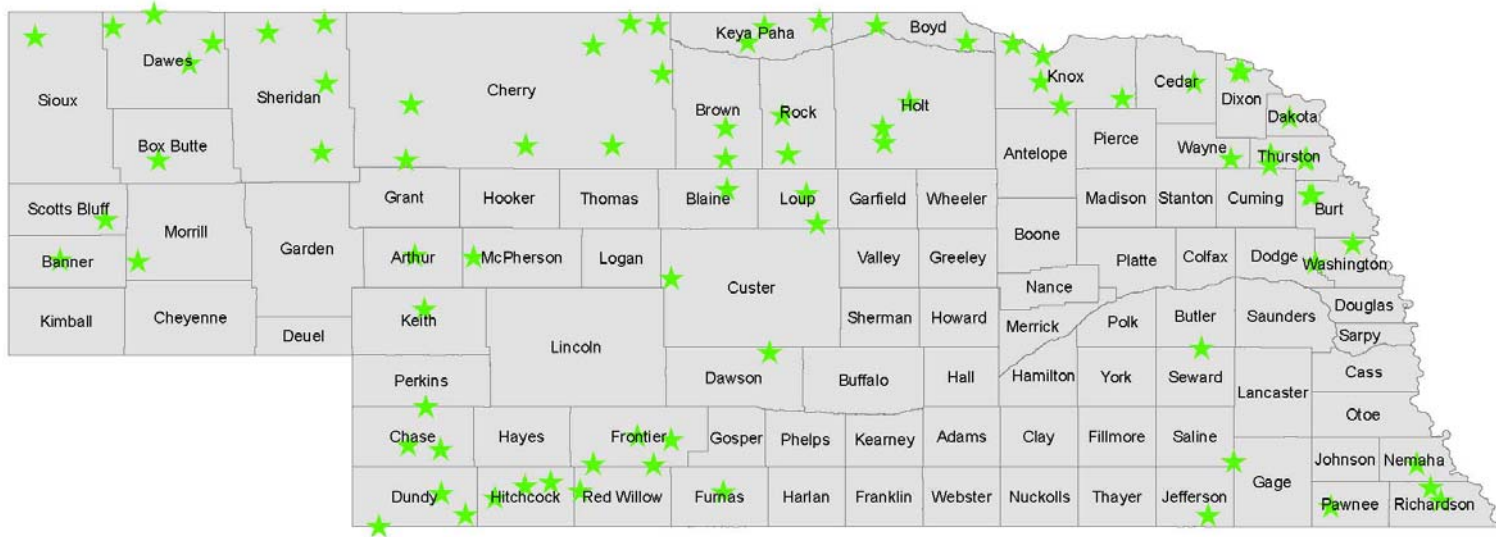 Keya Paha
Boyd
Dawes
Knox
Cedar
Sioux
Sheridan
Cherry
Dixon
Brown
Rock
Holt
Dakota
Box Butte
Pierce
Wayne
Antelope
Thurston
Grant
Hooker
Thomas
Blaine
Loup
Garfield
Wheeler
Madison
Stanton
Cuming
Scotts Bluff
Burt
Morrill
Garden
Boone
Banner
Arthur
McPherson
Logan
Valley
Greeley
Platte
Colfax
Dodge
Washington
Custer
Nance
Kimball
Cheyenne
Keith
Sherman
Howard
Merrick
Polk
Butler
Saunders
Douglas
Deuel
Lincoln
Sarpy
Perkins
Dawson
Buffalo
Hall
Hamilton
York
Seward
Lancaster
Cass
Otoe
Chase
Hayes
Frontier
Gosper
Phelps
Kearney
Adams
Clay
Fillmore
Saline
Johnson
Nemaha
Gage
Dundy
Hitchcock
Red Willow
Furnas
Harlan
Franklin
Webster
Nuckolls
Thayer
Jefferson
Pawnee
Richardson